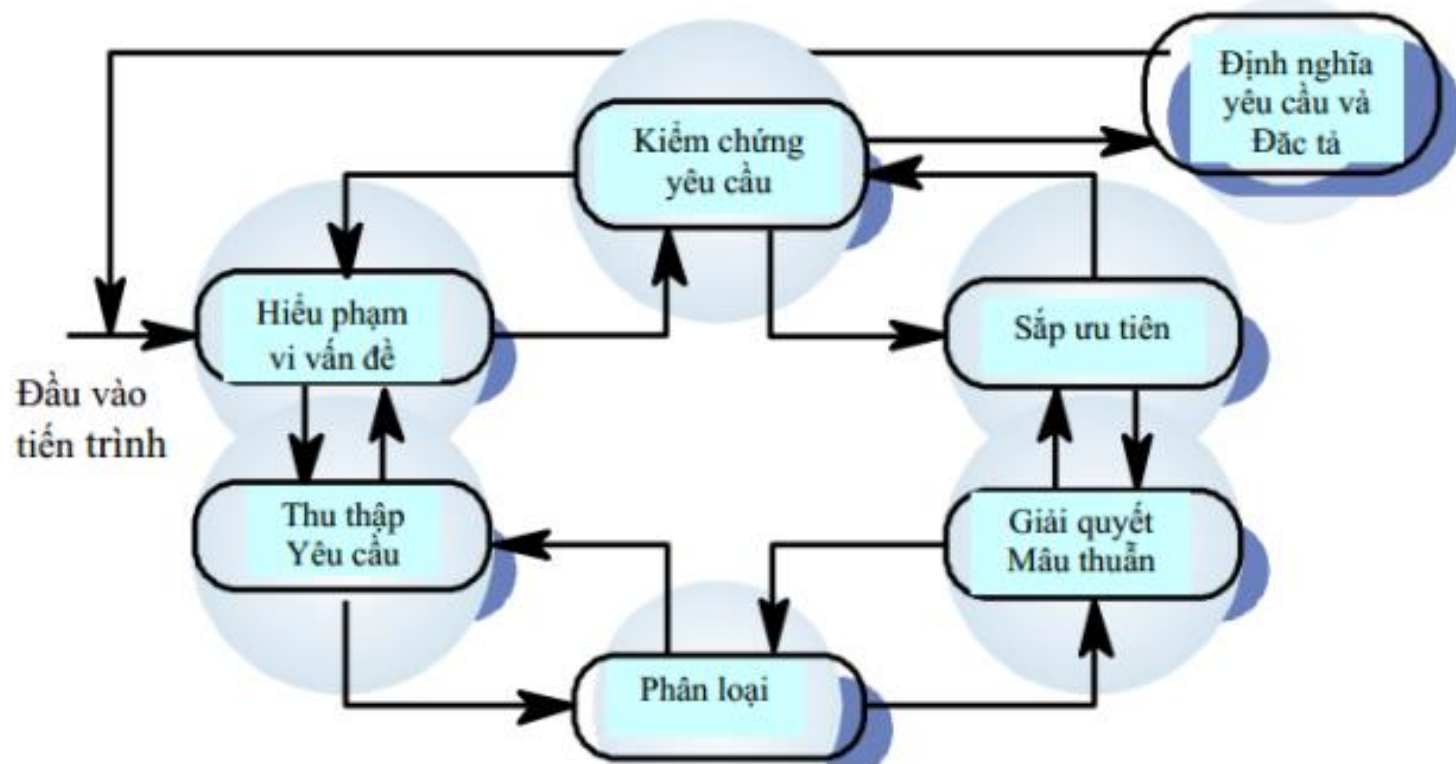 Định nghĩa
yêu cầu và
Đăc tả
Kiểm chứng
yêu cầu
Hiểu phạm
vi vấn đề
Sắp ưu tiên
Đầu vào
tiến trình
Thu thập
Yêu cầu
Giải quyết
Mâu thuẫn
Phân loại